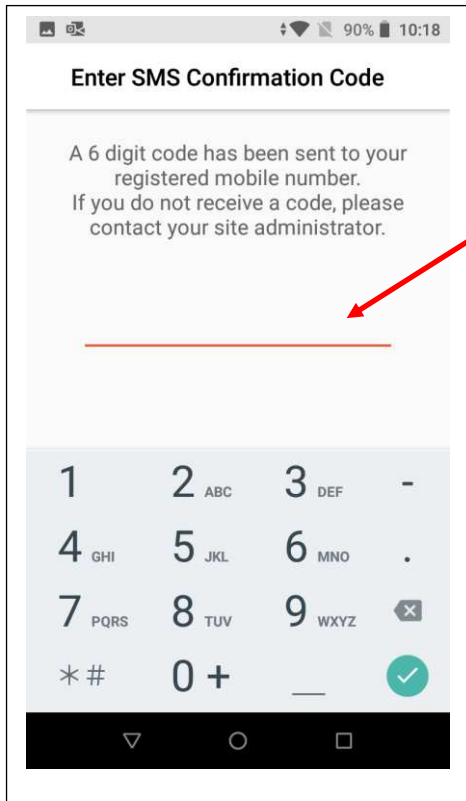 90% 10:18
Enter SMS Confirmation Code
A 6 digit code has been sent to your
registered mobile number.
If you do not receive a code, please
contact your site administrator.
1 2 ABC 3 DEF -
4 GHI 5 JKL 6 MNO .
7 PQRS 8 TUV 9 WXYZ
*# 0 + _